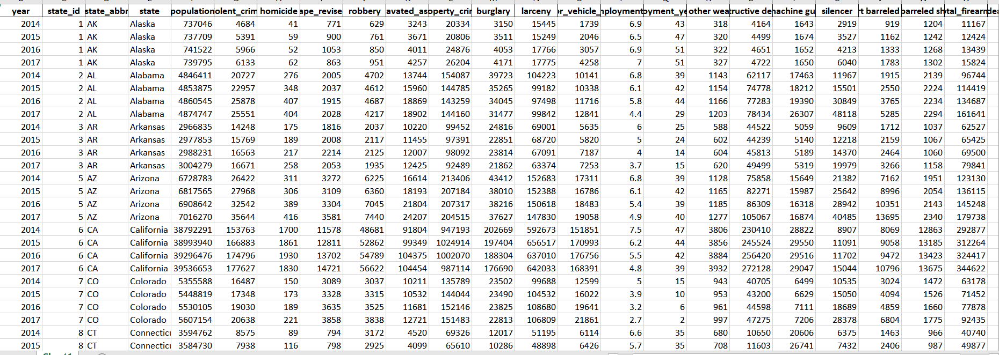 year state_id state_abbr state population olent_crim homicide ape_revise robbery avated_as operty_crin burglary larceny r_vehicle_ nployment oyment_ye other wea tructive de nachine gu silencer t barreled barreled sh tal_firearn dea
2014 1 AK Alaska 737046 4684 41 771 629 3243 20334 3150 15445 1739 6.9 43 318 4164 1643 2919 919 1204 11167
2015 1 AK Alaska 737709 5391 59 900 761 3671 20806 3511 15249 2046 6.5 47 320 4499 1674 3527 1162 1242 12424
2016 1 AK Alaska 741522 5966 52 1053 850 4011 24876 4053 17766 3057 6.9 51 322 4651 1652 4213 1333 1268 13439
2017 1 AK Alaska 739795 6133 62 863 951 4257 26204 4171 17775 4258 7 51 327 4722 1650 6040 1783 1302 15824
2014 2 AL Alabama 4846411 20727 276 2005 4702 13744 154087 39723 104223 10141 6.8 39 1143 62117 17463 11967 1915 2139 96744
2015 2 AL Alabama 4853875 22957 348 2037 4612 15960 144785 35265 99182 10338 6.1 42 1154 74778 18212 15501 2550 2224 114419
2016 2 AL Alabama 4860545 25878 407 1915 4687 18869 143259 34045 97498 11716 5.8 44 1166 77283 19390 30849 3765 2234 134687
2017 2 AL Alabama 4874747 25551 404 2028 4217 18902 144160 31477 99842 12841 4.4 29 1203 78434 26307 48118 5285 2294 161641
2014 3 AR Arkansas 2966835 14248 175 1816 2037 10220 99452 24816 69001 5635 6 25 588 44522 5059 9609 1712 1037 62527
2015 3 AR Arkansas 2977853 15769 189 2008 2117 11455 97391 22851 68720 5820 5 24 602 44239 5140 12218 2159 1067 65425
2016 3 AR Arkansas 2988231 16563 217 2214 2125 12007 98092 23814 67091 7187 4 14 604 45813 5189 14370 2464 1060 69500
2017 3 AR Arkansas 3004279 16671 258 2053 1935 12425 92489 21862 63374 7253 3.7 15 620 49499 5319 19979 3266 1158 79841
2014 5 AZ Arizona 6728783 26422 311 3272 6225 16614 213406 43412 152683 17311 6.8 39 1128 75858 15649 21382 7162 1951 123130
2015 5 AZ Arizona 6817565 27968 306 3109 6360 18193 207184 38010 152388 16786 6.1 42 1165 82271 15987 25642 8996 2054 136115
2016 5 AZ Arizona 6908642 32542 389 3304 7045 21804 207317 38216 150618 18483 5.4 39 1185 86309 16318 28942 10351 2143 145248
2017 5 AZ Arizona 7016270 35644 416 3581 7440 24207 204515 37627 147830 19058 4.9 40 1277 105067 16874 40485 13695 2340 179738
2014 6 CA California 38792291 153763 1700 11578 48681 91804 947193 202669 592673 151851 7.5 47 3806 230410 28822 8907 8069 12863 292877
2015 6 CA California 38993940 166883 1861 12811 52862 99349 1024914 197404 656517 170993 6.2 44 3856 245524 29550 11091 9058 13185 312264
2016 6 CA California 39296476 174796 1930 13702 54789 104375 1002070 188304 637010 176756 5.5 42 3884 256420 29516 11702 9472 13423 324417
2017 6 CA California 39536653 177627 1830 14721 56622 104454 987114 176690 642033 168391 4.8 39 3932 272128 29047 15044 10796 13675 344622
2014 7 CO Colorado 5355588 16487 150 3089 3037 10211 135789 23502 99688 12599 5 15 943 40705 6499 10535 3024 1472 63178
2015 7 CO Colorado 5448819 17348 173 3328 3315 10532 144044 23490 104532 16022 3.9 10 953 43200 6629 15050 4094 1526 71452
2016 7 CO Colorado 5530105 19030 189 3635 3525 11681 152146 23825 108680 19641 3.2 6 961 44598 7111 18689 4859 1660 77878
2017 7 CO Colorado 5607154 20638 221 3858 3838 12721 151483 22813 106809 21861 2.7 2 997 47275 7206 28378 6804 1775 92435
2014 8 CT Connectic 3594762 8575 89 794 3172 4520 69326 12017 51195 6114 6.6 35 680 10650 20606 6375 1463 966 40740
2015 8 CT Connectic 3584730 7938 116 798 2925 4099 65610 10286 48898 6426 5.7 35 708 11603 26741 7432 2406 987 49877